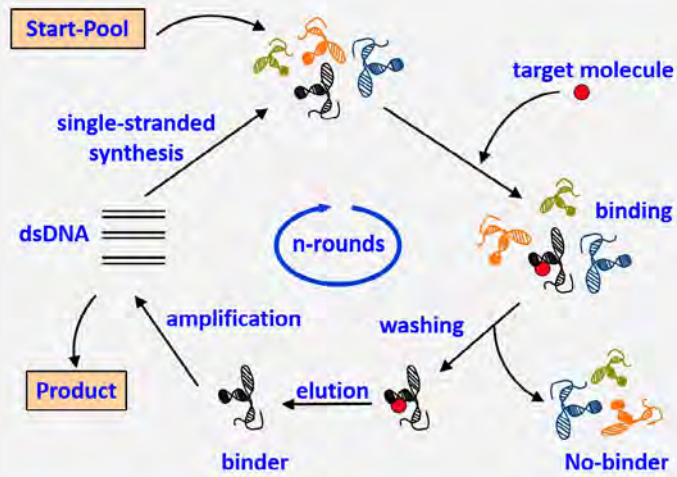 Start-Pool
target molecule
single-stranded
synthesis
binding
dsDNA
n-rounds
amplification
washing
Product
elution
binder
No-binder